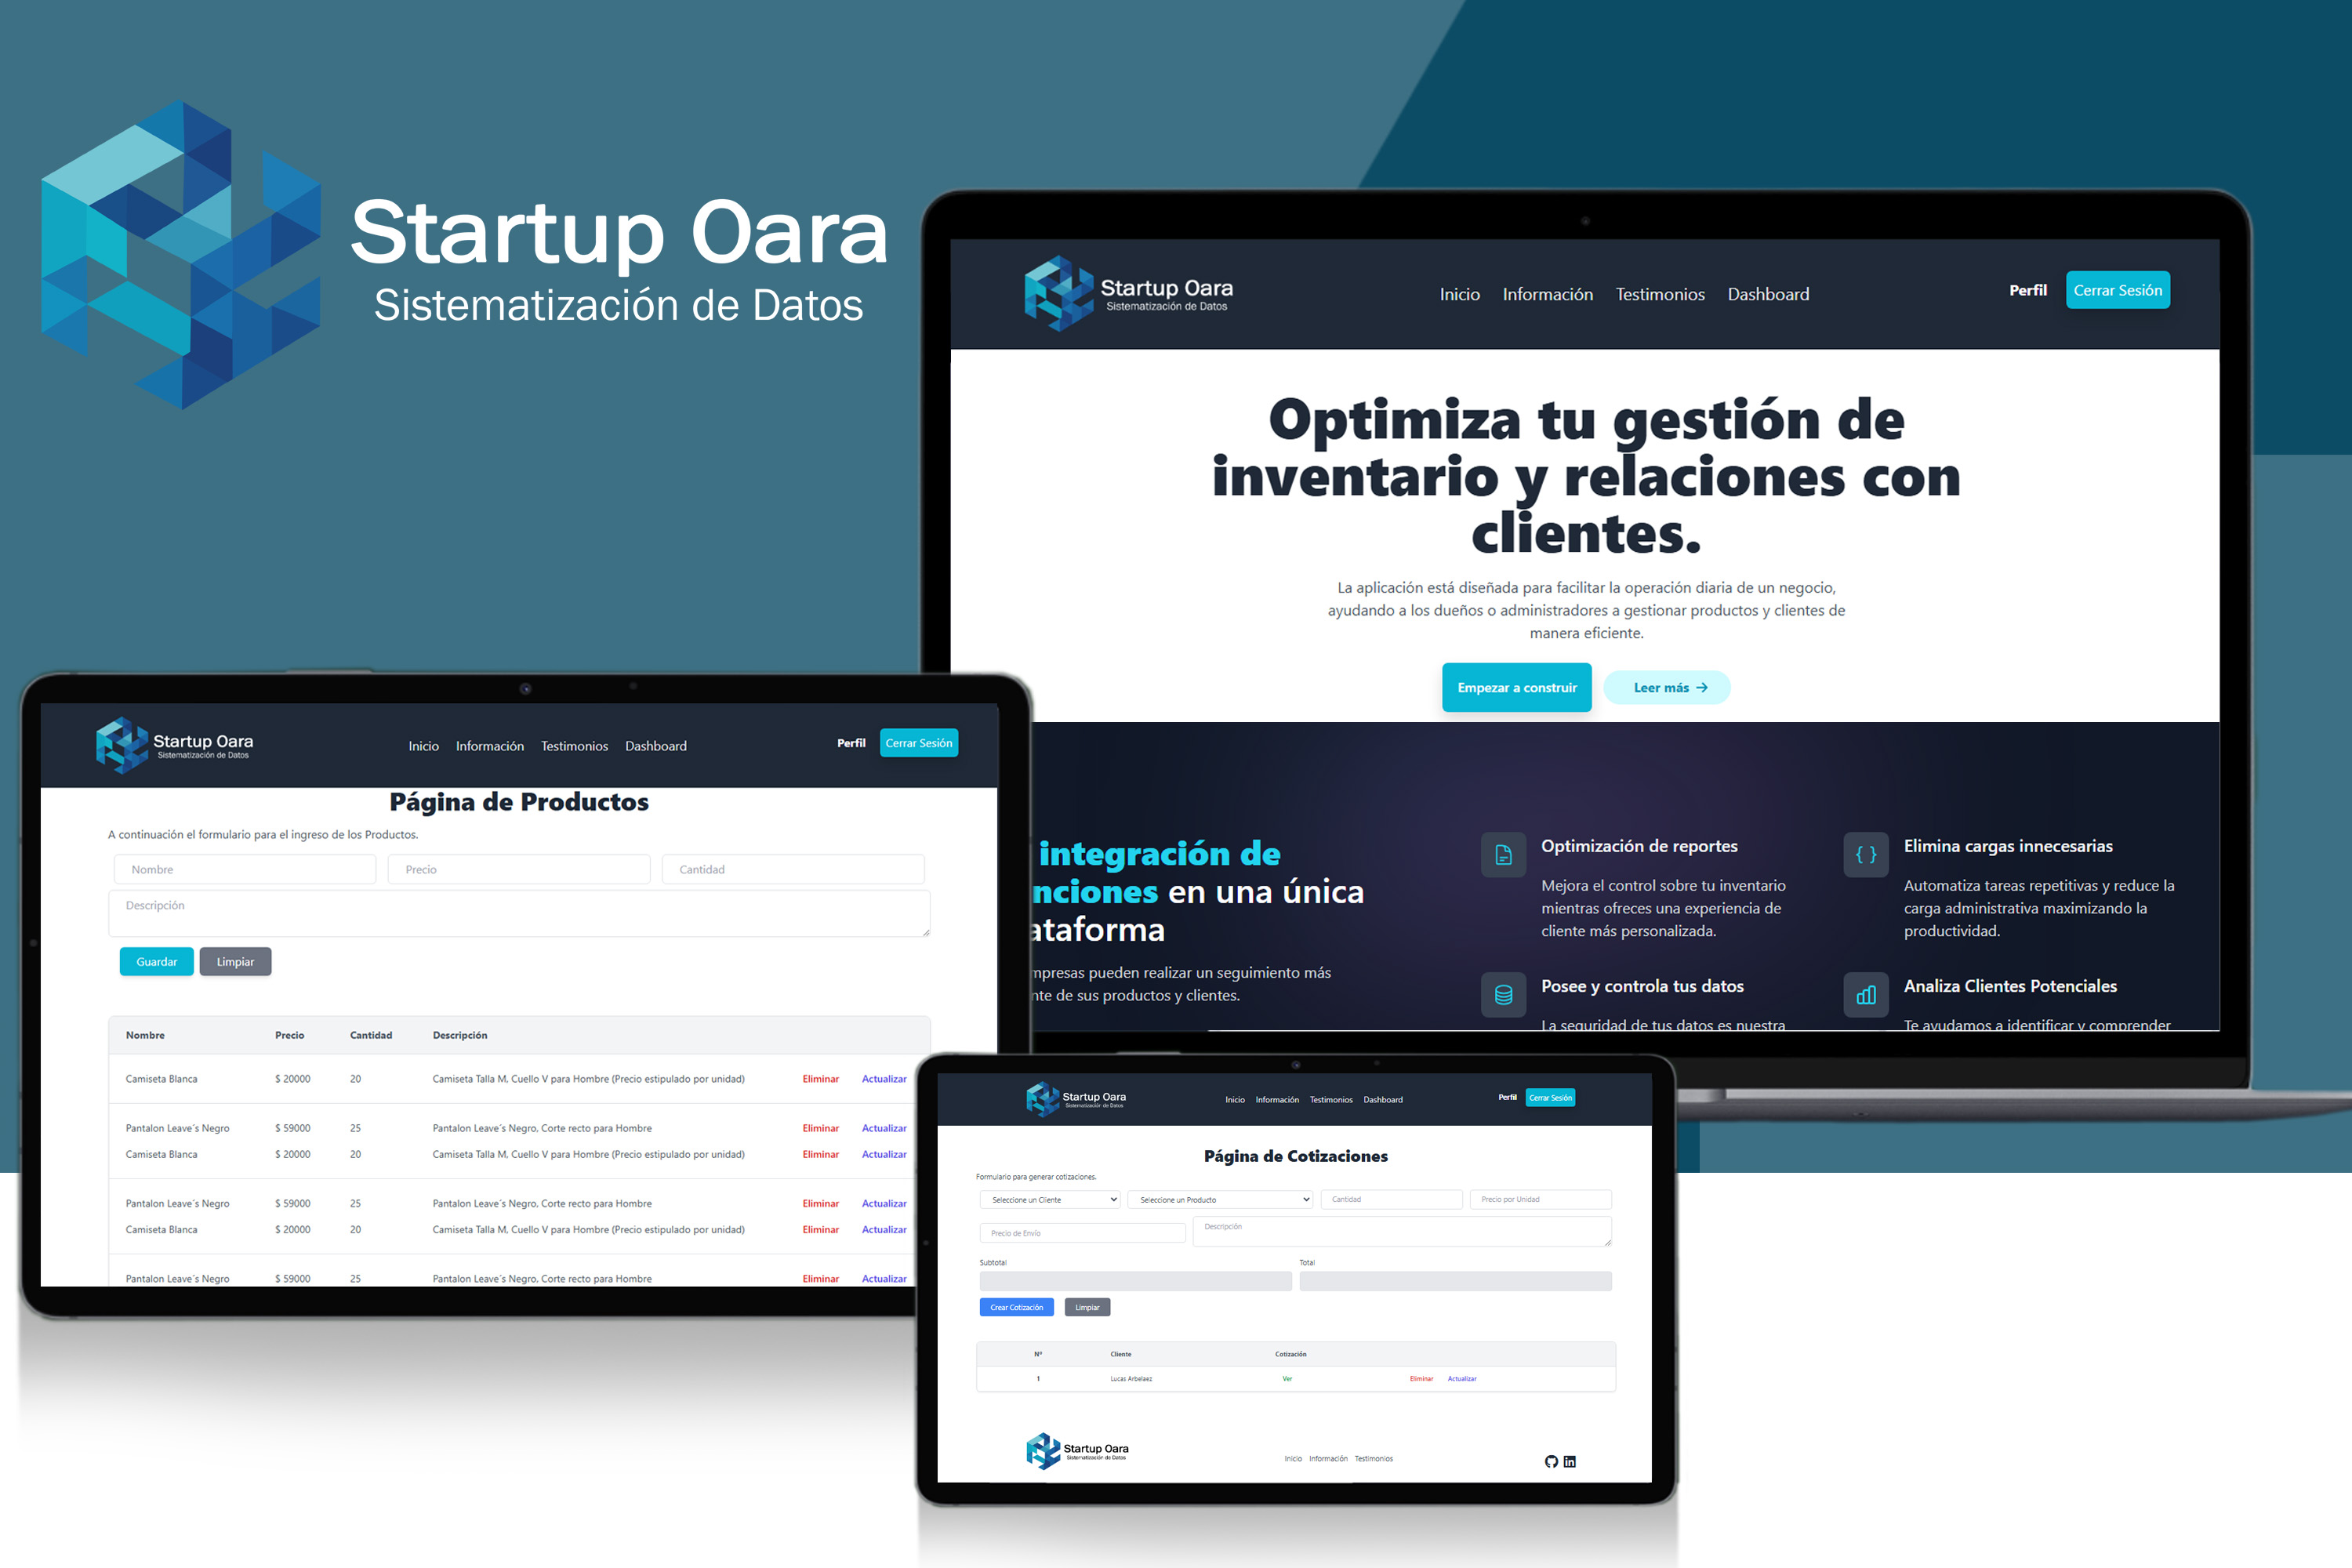 Startup Oara
Sistematización de Datos
Startup Oara
Sistematización de Datos
Inicio Información Testimonios Dashboard
Perfil Cerrar Sesión
Optimiza tu gestión de
inventario y relaciones con
clientes.
La aplicación está diseñada para facilitar la operación diaria de un negocio,
ayudando a los dueños o administradores a gestionar productos y clientes de
manera eficiente.
Empezar a construir Leer más →
integración de
nciones en una única
ataforma
mpresas pueden realizar un seguimiento más
nte de sus productos y clientes.
Optimización de reportes
Mejora el control sobre tu inventario
mientras ofreces una experiencia de
cliente más personalizada.
Elimina cargas innecesarias
Automatiza tareas repetitivas y reduce la
carga administrativa maximizando la
productividad.
Posee y controla tus datos
La seguridad de tus datos es nuestra
Analiza Clientes Potenciales
Te ayudamos a identificar y comprender
Startup Oara
Sistematización de Datos
Inicio Información Testimonios Dashboard
Perfil Cerrar Sesión
Página de Productos
A continuación el formulario para el ingreso de los Productos.
Nombre Precio Cantidad
Descripción
Guardar Limpiar
Nombre Precio Cantidad Descripción
Camiseta Blanca $ 20000 20 Camiseta Talla M, Cuello V para Hombre (Precio estipulado por unidad) Eliminar Actualizar
Pantalon Leave´s Negro $ 59000 25 Pantalon Leave´s Negro, Corte recto para Hombre Eliminar Actualizar
Camiseta Blanca $ 20000 20 Camiseta Talla M, Cuello V para Hombre (Precio estipulado por unidad) Eliminar Actualizar
Pantalon Leave´s Negro $ 59000 25 Pantalon Leave´s Negro, Corte recto para Hombre Eliminar Actualizar
Camiseta Blanca $ 20000 20 Camiseta Talla M, Cuello V para Hombre (Precio estipulado por unidad) Eliminar Actualizar
Pantalon Leave´s Negro $ 59000 25 Pantalon Leave´s Negro, Corte recto para Hombre Eliminar Actualizar
Startup Oara
Sistematización de Datos
Inicio Información Testimonios Dashboard
Perfil Cerrar Sesión
Página de Cotizaciones
Formulario para generar cotizaciones.
Seleccione un Cliente Seleccione un Producto Cantidad Precio por Unidad
Precio de Envío Descripción
Subtotal Total
Crear Cotización Limpiar
Nº Cliente Cotización
1 Lucas Arbelaez Ver Eliminar Actualizar
Startup Oara
Sistematización de Datos
Inicio Información Testimonios